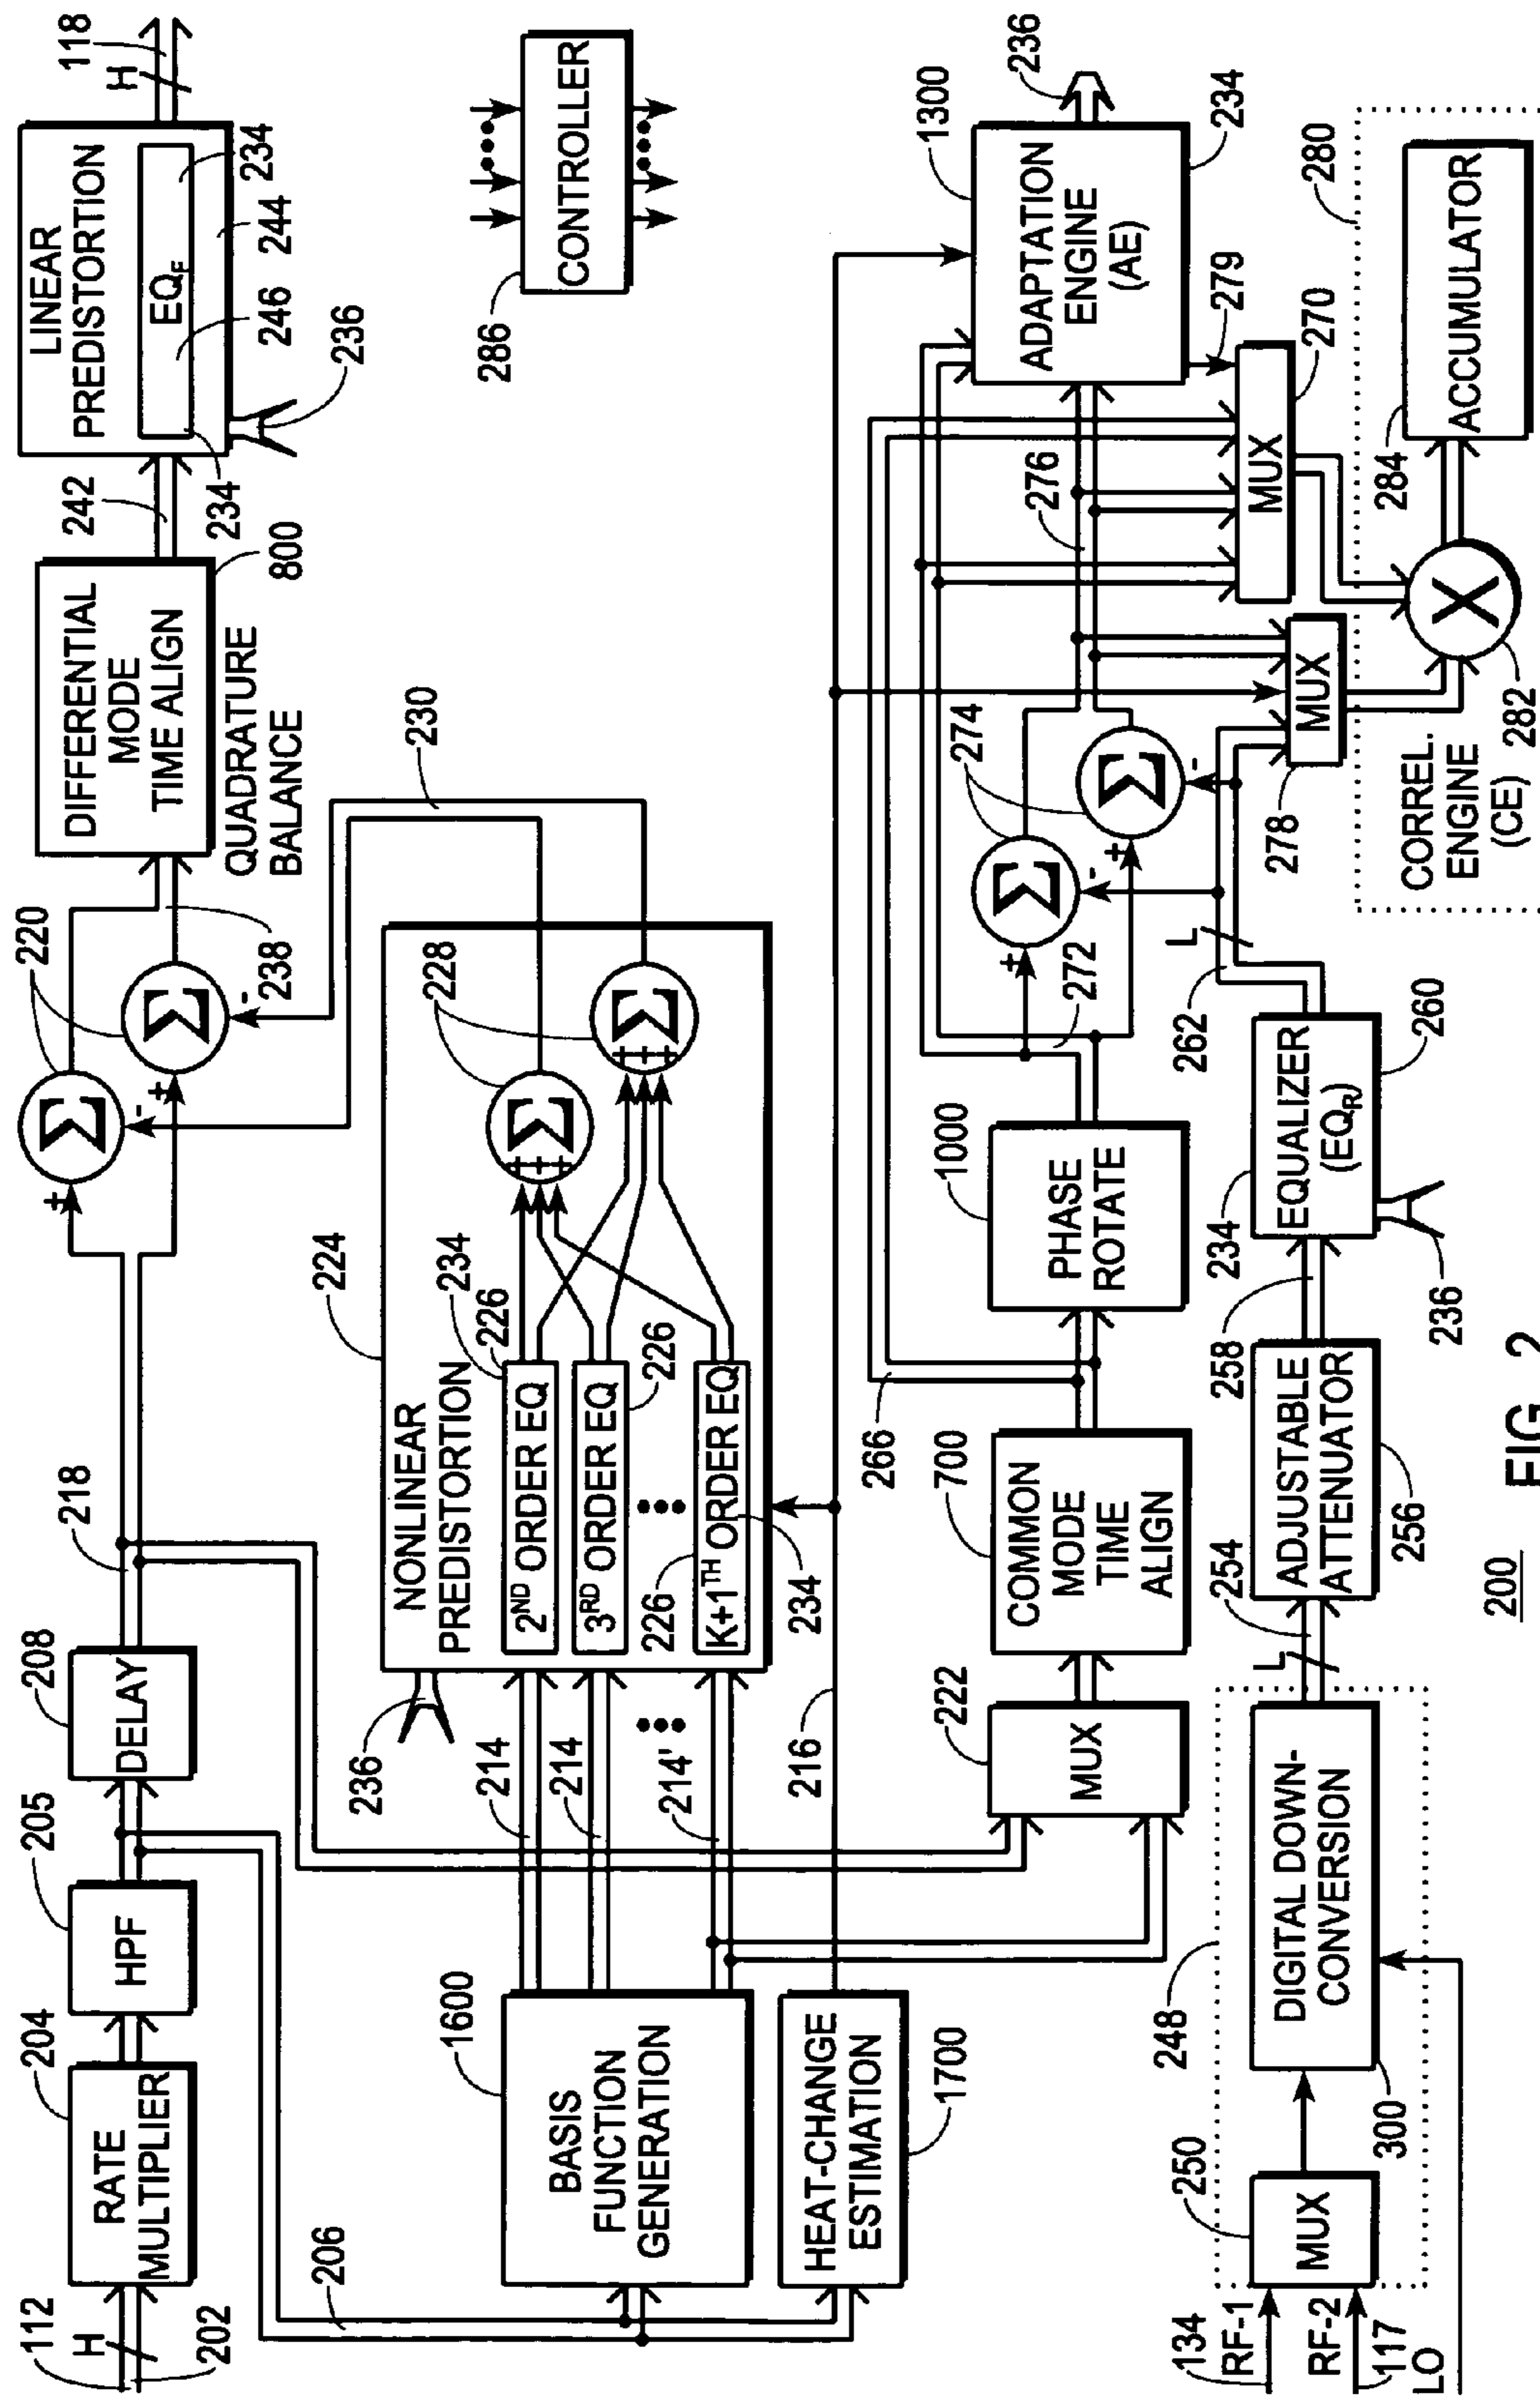 112
H
202
RATE
MULTIPLIER
204
HPF
205
DELAY
208
218
206
+
Σ
-
+
Σ
-
220
238
DIFFERENTIAL
MODE
TIME ALIGN
800
QUADRATURE
BALANCE
242
LINEAR
PREDISTORTION
EQF
234
234
244
246
236
H
118
BASIS
FUNCTION
GENERATION
1600
HEAT-CHANGE
ESTIMATION
1700
214
214
214'
216
236
NONLINEAR
PREDISTORTION
224
2ND ORDER EQ
234
226
3RD ORDER EQ
226
226
K+1TH ORDER EQ
234
+++
Σ
+++
Σ
228
230
286
CONTROLLER
MUX
222
COMMON
MODE
TIME
ALIGN
700
266
PHASE
ROTATE
1000
272
+
Σ
-
+
Σ
-
274
276
ADAPTATION
ENGINE
(AE)
1300
236
234
279
MUX
270
MUX
278
134
RF-1
RF-2
117
LO
MUX
250
248
DIGITAL DOWN-
CONVERSION
300
L
254
ADJUSTABLE
ATTENUATOR
256
258
EQUALIZER
(EQR)
234
260
236
262
L
CORREL.
ENGINE
(CE)
X
282
ACCUMULATOR
284
280
200
FIG. 2